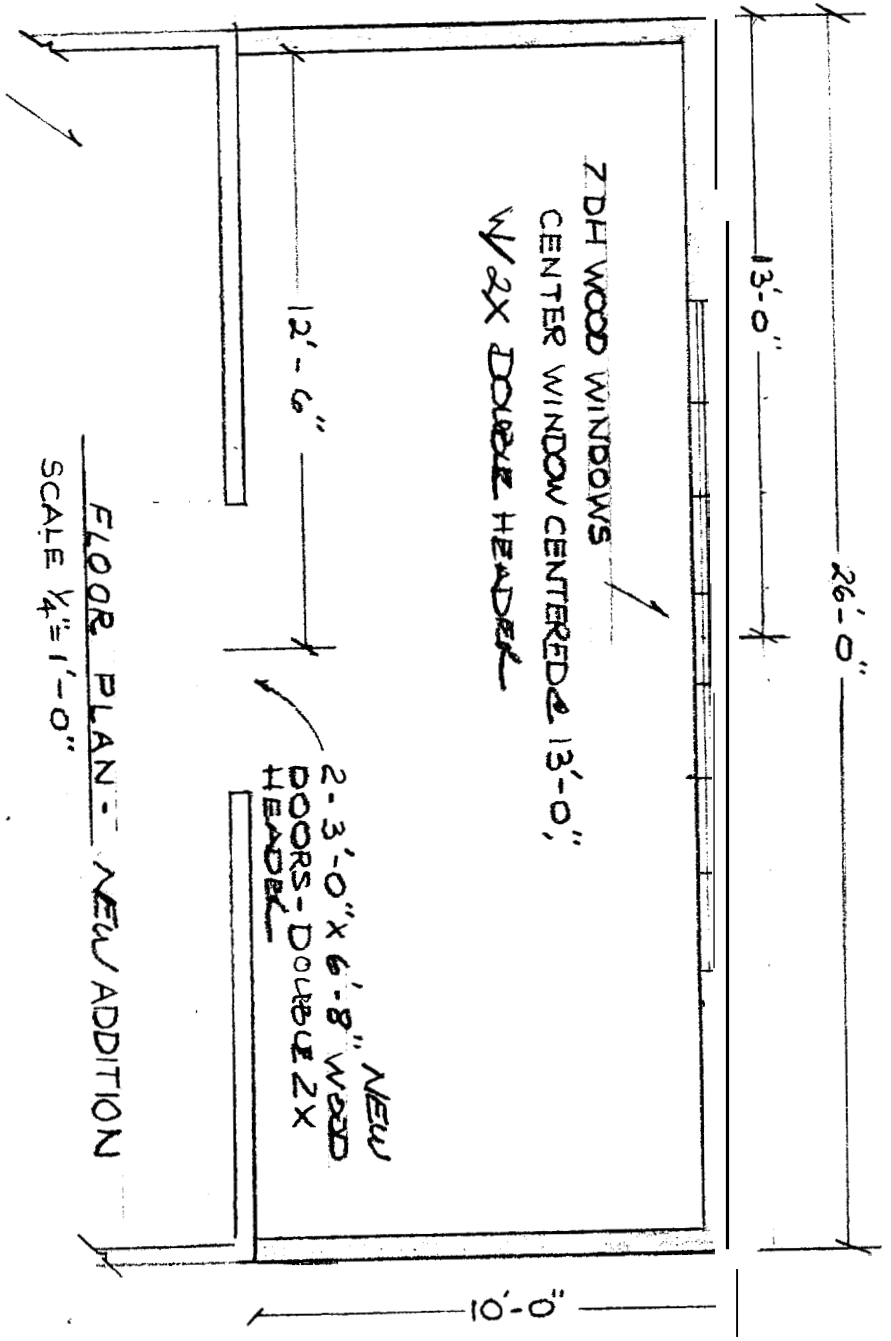 26'-0"
13'-0"
7 DH WOOD WINDOWS
CENTER WINDOW CENTERED@ 13'-0",
W/2X DOUBLE HEADER
10'-0"
12'-6"
NEW
2-3'-0" X 6'-8" WOOD
DOORS-DOUBLE 2X
HEADER
FLOOR PLAN- NEW ADDITION
SCALE 1/4"=1'-0"